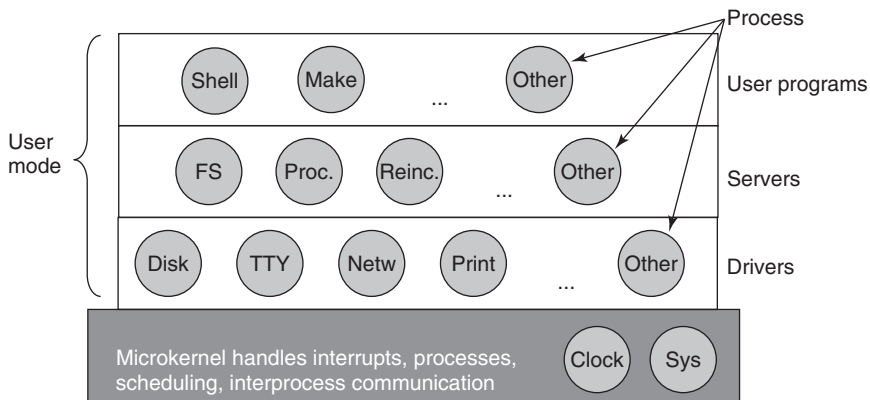 Process
Shell Make ... Other
User programs
User
mode
FS Proc. Reinc. ... Other
Servers
Disk TTY Netw Print ... Other
Drivers
Microkernel handles interrupts, processes,
scheduling, interprocess communication
Clock Sys